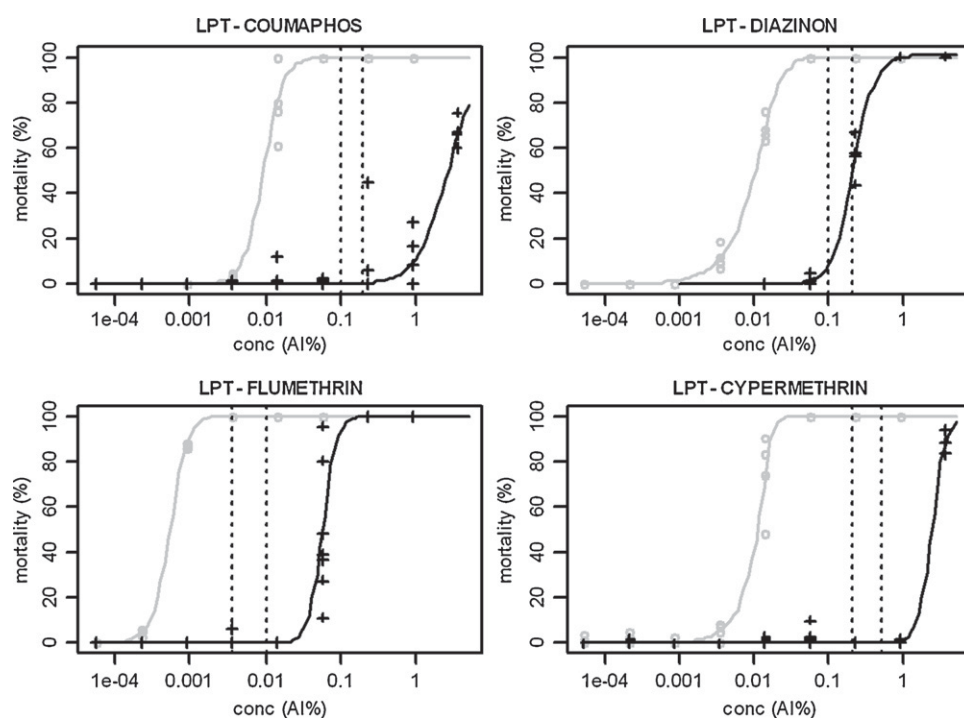 LPT - COUMAPHOS
mortality (%)
0 20 40 60 80 100
1e-04 0.001 0.01 0.1 1
conc (AI%)
LPT - DIAZINON
mortality (%)
0 20 40 60 80 100
1e-04 0.001 0.01 0.1 1
conc (AI%)
LPT - FLUMETHRIN
mortality (%)
0 20 40 60 80 100
1e-04 0.001 0.01 0.1 1
conc (AI%)
LPT - CYPERMETHRIN
mortality (%)
0 20 40 60 80 100
1e-04 0.001 0.01 0.1 1
conc (AI%)